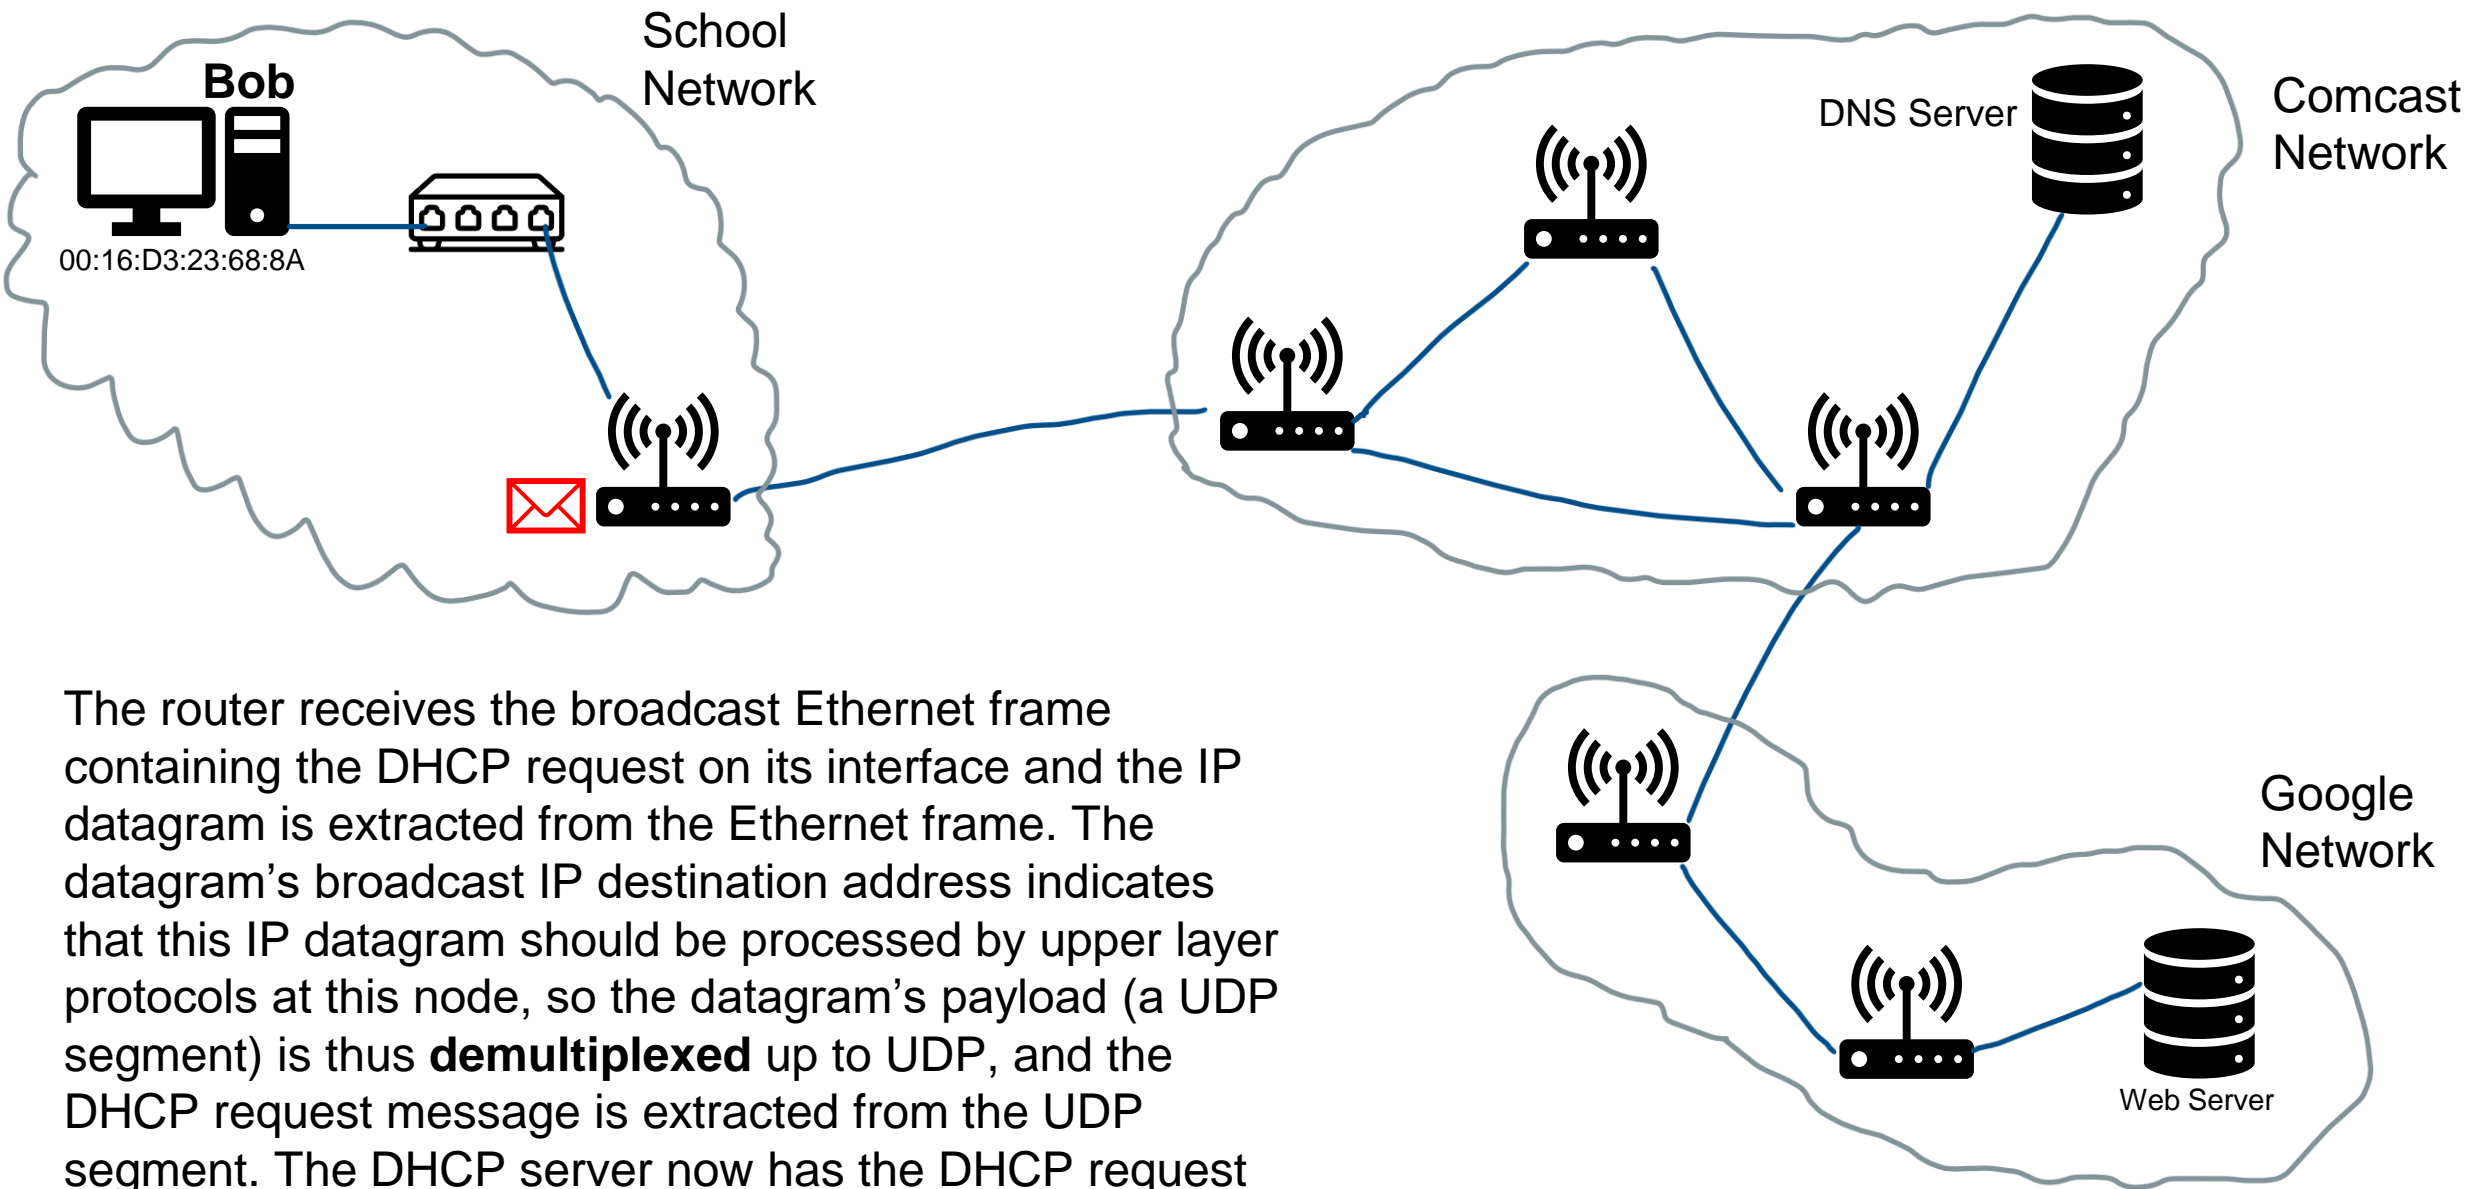 School
Network
Bob
00:16:D3:23:68:8A
DNS Server
Comcast
Network
The router receives the broadcast Ethernet frame
containing the DHCP request on its interface and the IP
datagram is extracted from the Ethernet frame. The
datagram’s broadcast IP destination address indicates
that this IP datagram should be processed by upper layer
protocols at this node, so the datagram’s payload (a UDP
segment) is thus demultiplexed up to UDP, and the
DHCP request message is extracted from the UDP
segment. The DHCP server now has the DHCP request
Google
Network
Web Server